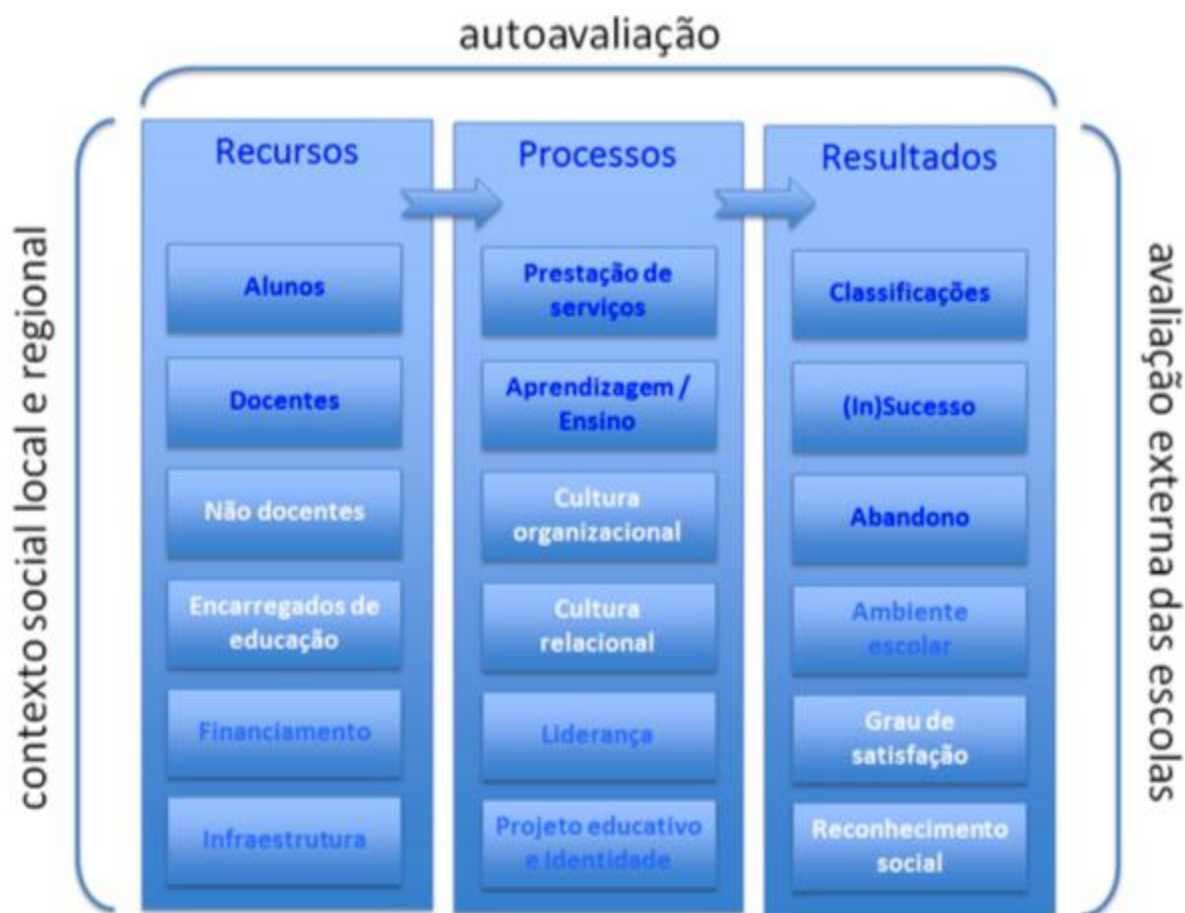 autoavaliação
contexto social local e regional
Recursos
Alunos
Docentes
Não docentes
Encarregados de
educação
Financiamento
Infraestrutura
Processos
Prestação de
serviços
Aprendizagem /
Ensino
Cultura
organizacional
Cultura
relacional
Liderança
Projeto educativo
e Identidade
Resultados
Classificações
(In)Sucesso
Abandono
Ambiente
escolar
Grau de
satisfação
Reconhecimento
social
avaliação externa das escolas